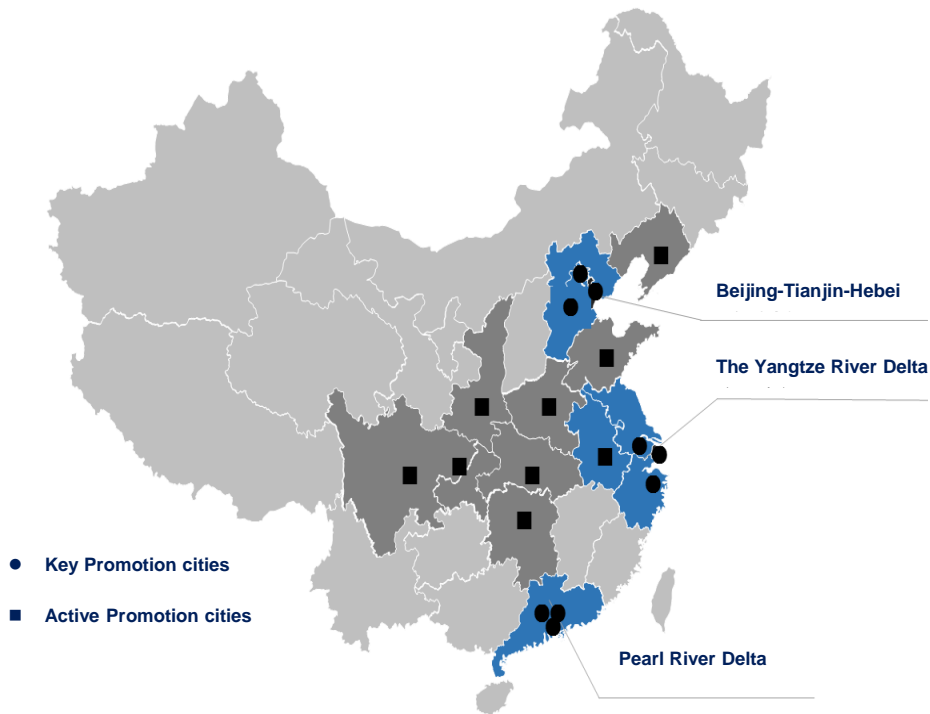 Beijing-Tianjin-Hebei
The Yangtze River Delta
Key Promotion cities
Active Promotion cities
Pearl River Delta